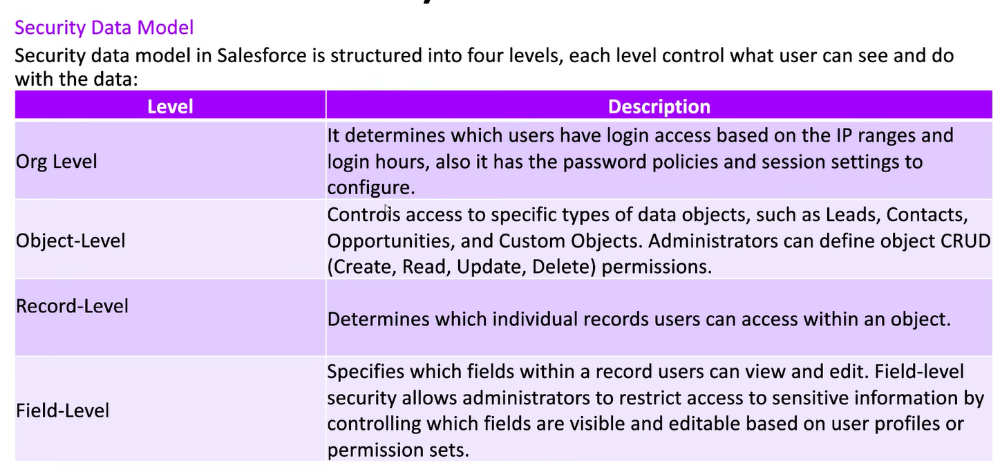 Security Data Model
Security data model in Salesforce is structured into four levels, each level control what user can see and do
with the data:
Level
Description
Org Level
It determines which users have login access based on the IP ranges and
login hours, also it has the password policies and session settings to
configure.
Object-Level
Controls access to specific types of data objects, such as Leads, Contacts,
Opportunities, and Custom Objects. Administrators can define object CRUD
(Create, Read, Update, Delete) permissions.
Record-Level
Determines which individual records users can access within an object.
Field-Level
Specifies which fields within a record users can view and edit. Field-level
security allows administrators to restrict access to sensitive information by
controlling which fields are visible and editable based on user profiles or
permission sets.